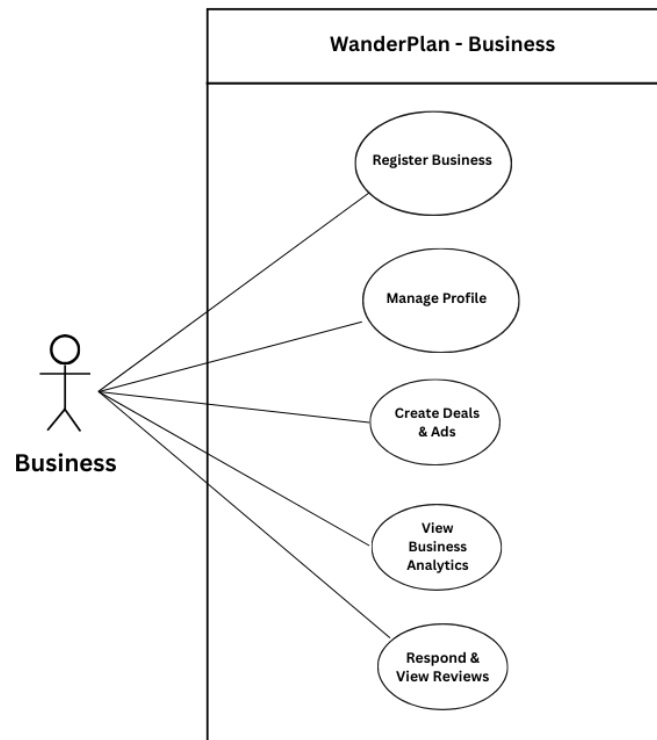 WanderPlan - Business
Register Business
Manage Profile
Create Deals
& Ads
Business
View
Business
Analytics
Respond &
View Reviews